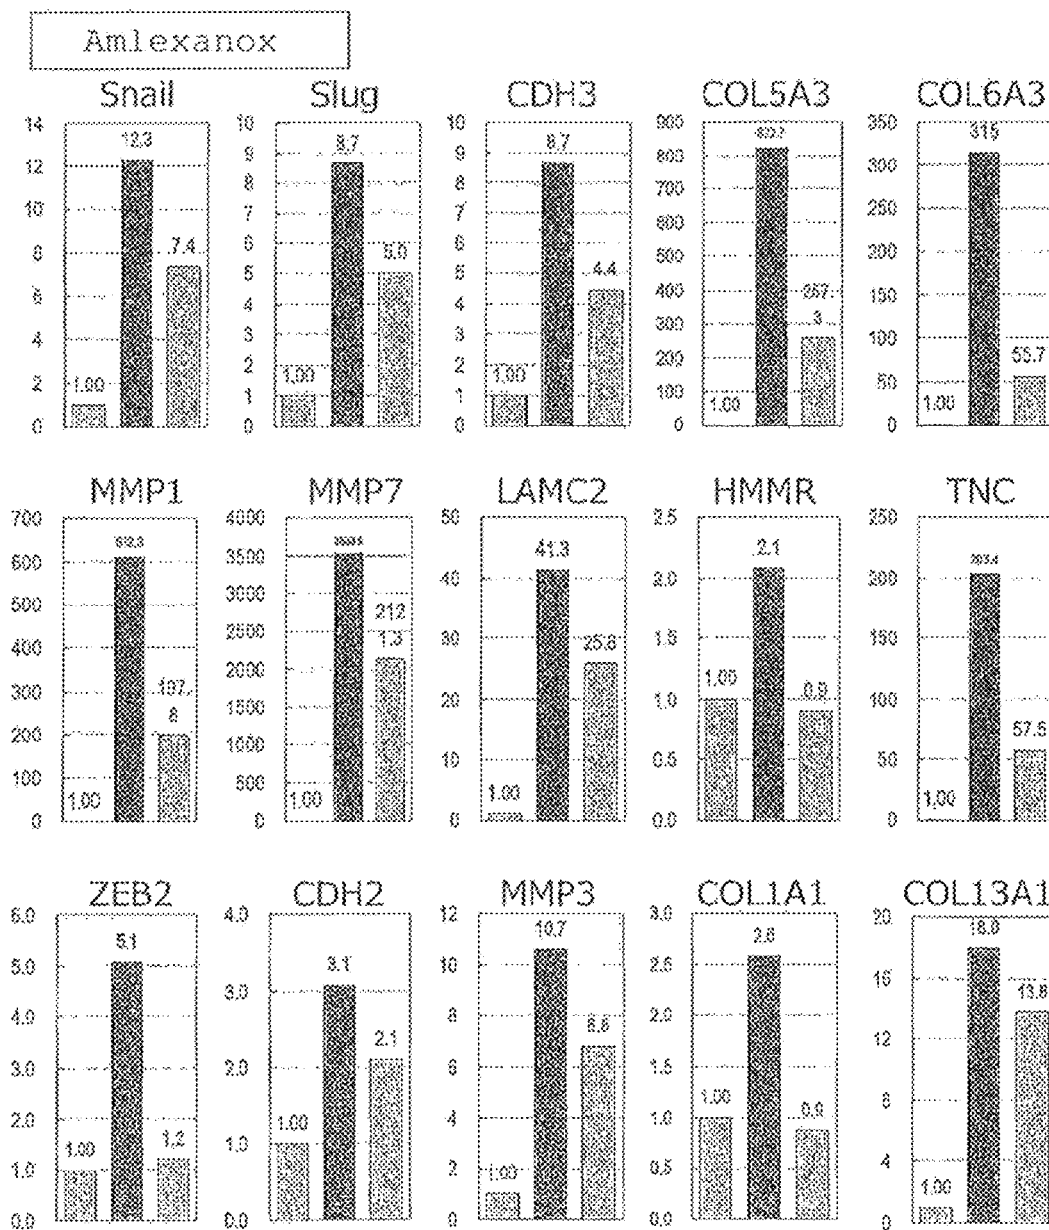 Amlexanox
Snail Slug CDH3 COL5A3 COL6A3
14 12 10 8 6 4 2 0
1.00 12.3 7.4
10 9 8 7 6 5 4 3 2 1 0
1.00 8.7 5.0
10 9 8 7 6 5 4 3 2 1 0
1.00 8.7 4.4
900 800 700 600 500 400 300 200 100 0
1.00 257.
3
350 300 250 200 150 100 50 0
1.00 315
MMP1 MMP7 LAMC2 HMMR TNC
700 600 500 400 300 200 100 0
1.00 197.
8
4000 3500 3000 2500 2000 1500 1000 500 0
1.00 212
1.3
50 40 30 20 10 0
1.00 41.3 25.8
2.5 2.0 1.5 1.0 0.5 0.0
1.00 2.1 0.9
250 200 150 100 50 0
1.00
ZEB2 CDH2 MMP3 COL1A1 COL13A1
6.0 5.0 4.0 3.0 2.0 1.0 0.0
1.00 5.1 1.2
4.0 3.0 2.0 1.0 0.0
1.00 3.1 2.1
12 10 8 6 4 2 0
1.00 10.7 6.8
3.0 2.5 2.0 1.5 1.0 0.5 0.0
1.00 2.6 0.9
20 16 12 8 4 0
1.00 18.0 13.8